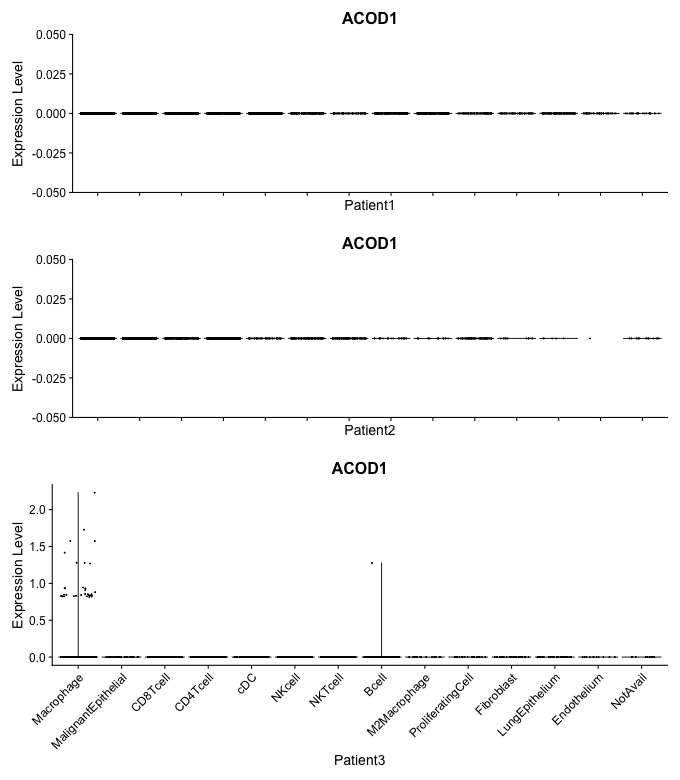 ACOD1
Expression Level
0.050
0.025
0.000
-0.025
-0.050
Patient1
ACOD1
Expression Level
0.050
0.025
0.000
-0.025
-0.050
Patient2
ACOD1
Expression Level
2.0
1.5
1.0
0.5
0.0
Macrophage
MalignantEpithelial
CD8Tcell
CD4Tcell
cDC
NKcell
NKTcell
Bcell
M2Macrophage
ProliferatingCell
Fibroblast
LungEpithelium
Endothelium
NotAvail
Patient3